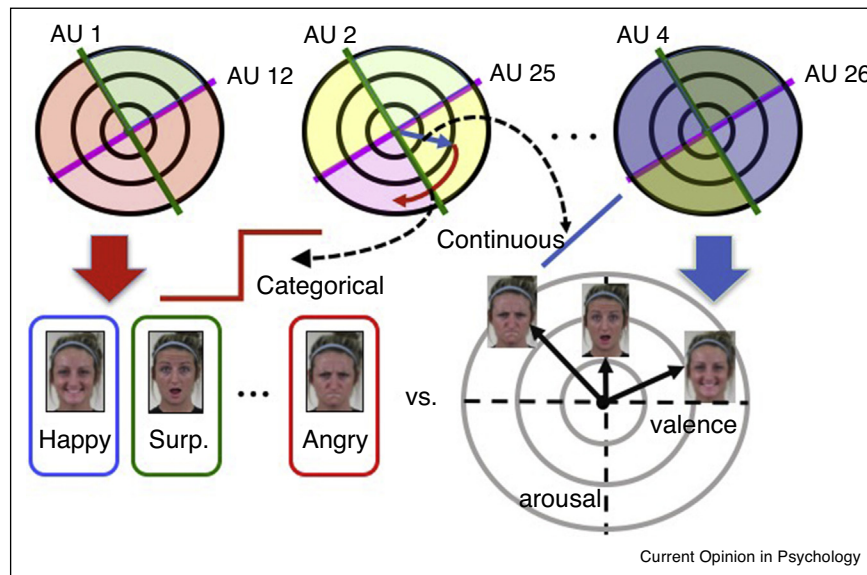 AU 1
AU 12
AU 2
AU 25
AU 4
AU 26
Continuous
Categorical
Happy
Surp.
Angry
vs.
valence
arousal
Current Opinion in Psychology